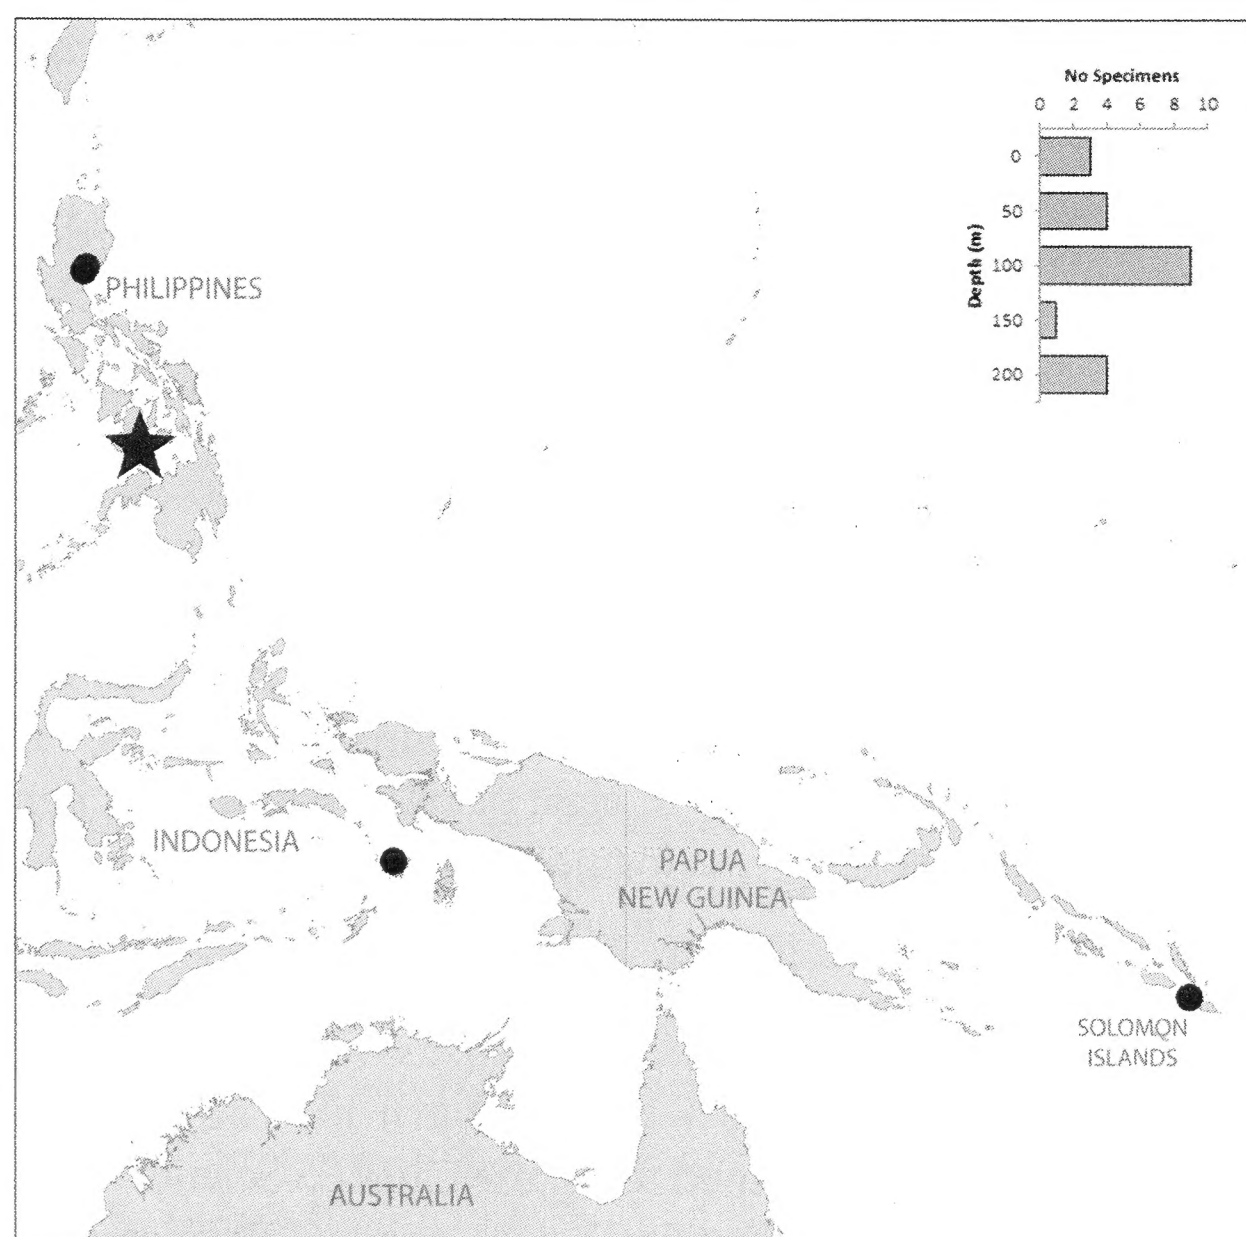 No Specimens
0 2 4 6 8 10
0
50
100
150
200
Depth (m)
PHILIPPINES
INDONESIA
PAPUA
NEW GUINEA
SOLOMON
ISLANDS
AUSTRALIA